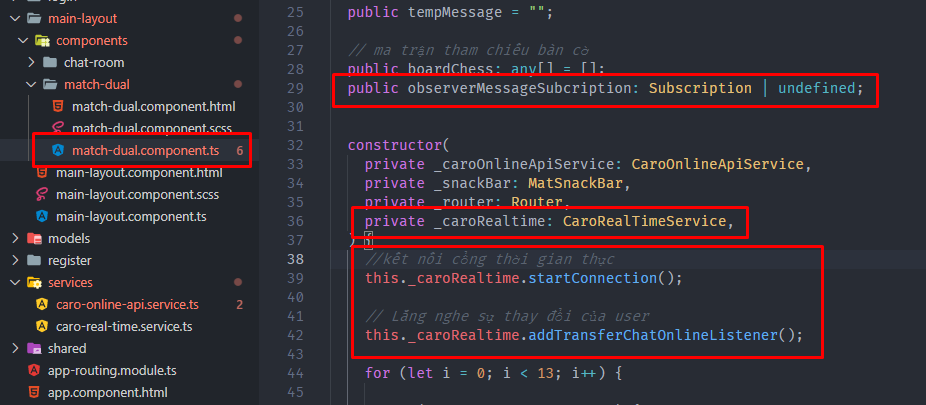 login
main-layout
components
chat-room
match-dual
match-dual.component.html
match-dual.component.scss
match-dual.component.ts 6
main-layout.component.html
main-layout.component.scss
main-layout.component.ts
models
register
services
caro-online-api.service.ts 2
caro-real-time.service.ts
shared
app-routing.module.ts
app.component.html
25 public tempMessage = "";
26
27 // ma trận tham chiếu bàn cờ
28 public boardChess: any[] = [];
29 public observerMessageSubcription: Subscription | undefined;
30
31
32 constructor(
33 private _caroOnlineApiService: CaroOnlineApiService,
34 private _snackBar: MatSnackBar,
35 private _router: Router,
36 private _caroRealtime: CaroRealTimeService,
37 ) {
38 //kết nối cổng thời gian thực
39 this._caroRealtime.startConnection();
40
41 // Lắng nghe sự thay đổi của user
42 this._caroRealtime.addTransferChatOnlineListener();
43
44 for (let i = 0; i < 13; i++) {
45